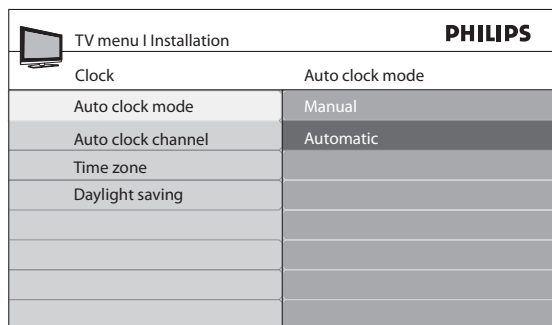 TV menu I Installation PHILIPS
Clock Auto clock mode
Auto clock mode Manual
Auto clock channel Automatic
Time zone
Daylight saving